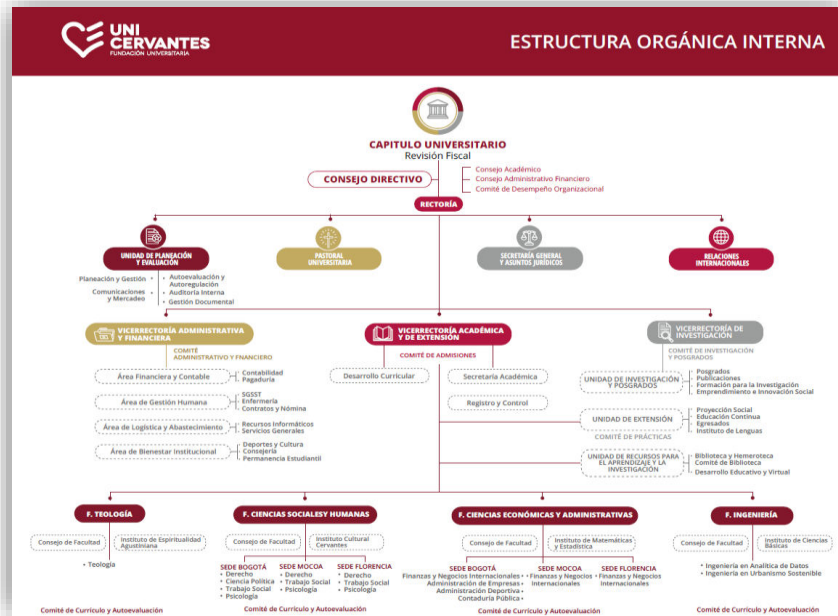 UNI
CERVANTES
FUNDACIÓN UNIVERSITARIA
ESTRUCTURA ORGÁNICA INTERNA
CAPITULO UNIVERSITARIO
Revisión Fiscal
CONSEJO DIRECTIVO
Consejo Académico
Consejo Administrativo Financiero
Comité de Desempeño Organizacional
RECTORÍA
UNIDAD DE PLANEACIÓN
Y EVALUACIÓN
PASTORAL
UNIVERSITARIA
SECRETARÍA GENERAL
Y ASUNTOS JURÍDICOS
RELACIONES
INTERNACIONALES
Planeación y Gestión •
Comunicaciones •
y Mercadeo
• Autoevaluación y
Autoregulación
• Auditoría Interna
• Gestión Documental
VICERRECTORÍA ADMINISTRATIVA
Y FINANCIERA
COMITÉ
ADMINISTRATIVO Y FINANCIERO
Área Financiera y Contable
• Contabilidad
• Pagaduría
Área de Gestión Humana
• SGSST
• Enfermería
• Contratos y Nómina
Área de Logística y Abastecimiento
• Recursos Informáticos
• Servicios Generales
Área de Bienestar Institucional
• Deportes y Cultura
• Consejería
• Permanencia Estudiantil
VICERRECTORÍA ACADÉMICA
Y DE EXTENSIÓN
COMITÉ DE ADMISIONES
Desarrollo Curricular
Secretaría Académica
Registro y Control
VICERRECTORÍA DE
INVESTIGACIÓN
COMITÉ DE INVESTIGACIÓN
Y POSGRADOS
UNIDAD DE INVESTIGACIÓN
Y POSGRADOS
• Posgrados
• Publicaciones
• Formación para la Investigación
• Emprendimiento e Innovación Social
UNIDAD DE EXTENSIÓN
• Proyección Social
• Educación Continua
• Egresados
• Instituto de Lenguas
COMITÉ DE PRÁCTICAS
UNIDAD DE RECURSOS PARA
EL APRENDIZAJE Y LA
INVESTIGACIÓN
• Biblioteca y Hemeroteca
• Comité de Biblioteca
• Desarrollo Educativo y Virtual
F. TEOLOGÍA
Consejo de Facultad
Instituto de Espiritualidad
Agustiniana
• Teología
Comité de Currículo y Autoevaluación
F. CIENCIAS SOCIALESY HUMANAS
Consejo de Facultad
Instituto Cultural
Cervantes
SEDE BOGOTÁ
• Derecho
• Ciencia Política
• Trabajo Social
• Psicología
SEDE MOCOA
• Derecho
• Trabajo Social
• Psicología
SEDE FLORENCIA
• Derecho
• Trabajo Social
• Psicología
Comité de Currículo y Autoevaluación
F. CIENCIAS ECONÓMICAS Y ADMINISTRATIVAS
Consejo de Facultad
Instituto de Matemáticas
y Estadística
SEDE BOGOTÁ
Finanzas y Negocios Internacionales •
Administración de Empresas •
Administración Deportiva •
Contaduría Pública •
SEDE MOCOA
• Finanzas y Negocios
Internacionales
SEDE FLORENCIA
• Finanzas y Negocios
Internacionales
Comité de Currículo y Autoevaluación
F. INGENIERÍA
Consejo de Facultad
Instituto de Ciencias
Básicas
• Ingeniería en Analítica de Datos
• Ingeniería en Urbanismo Sostenible
Comité de Currículo y Autoevaluación